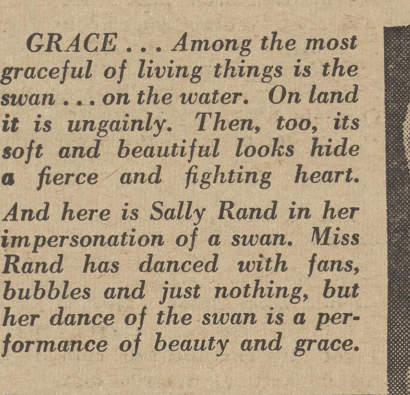 GRACE ... Among the most
graceful of living things is the
swan ... on the water. On land
it is ungainly. Then, too, its
soft and beautiful looks hide
a fierce and fighting heart.
And here is Sally Rand in her
impersonation of a swan. Miss
Rand has danced with fans,
bubbles and just nothing, but
her dance of the swan is a per-
formance of beauty and grace.